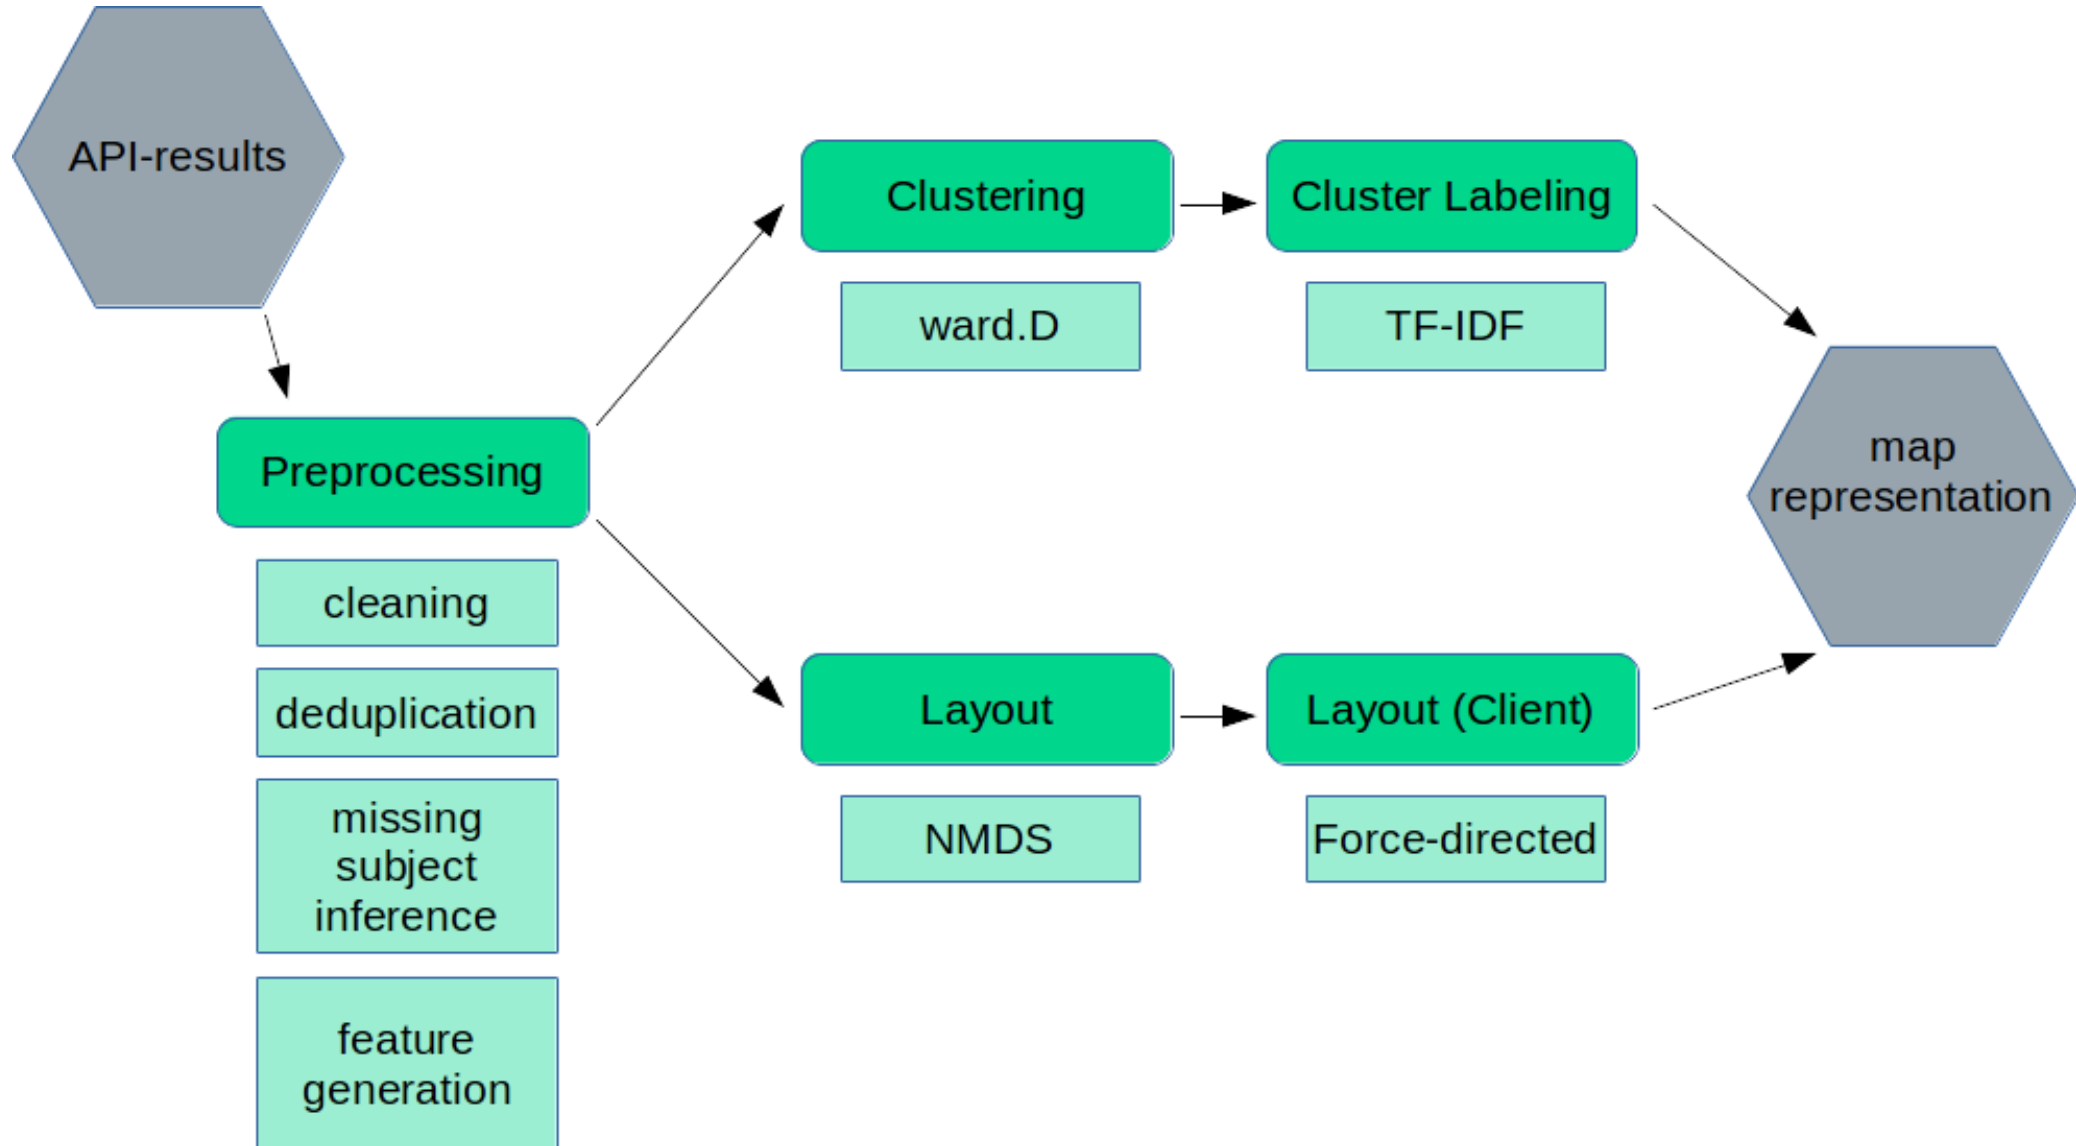 API-results
Clustering
Cluster Labeling
ward.D
TF-IDF
map
representation
Preprocessing
cleaning
deduplication
missing
subject
inference
feature
generation
Layout
Layout (Client)
NMDS
Force-directed